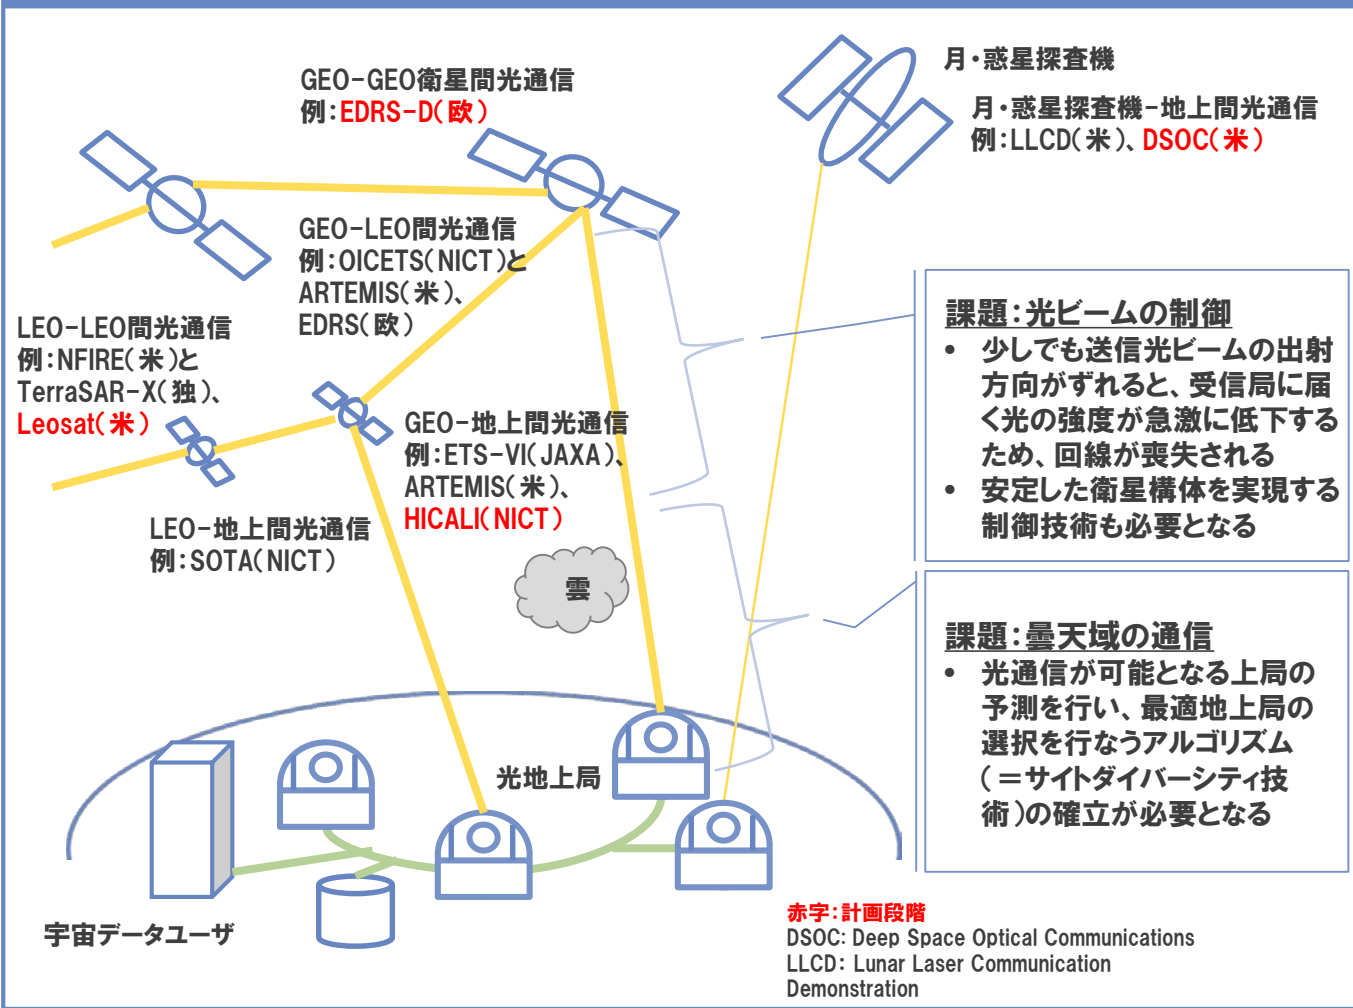 GEO-GEO衛星間光通信
例：EDRS-D(欧)
月・惑星探査機
月・惑星探査機-地上間光通信
例：LLCD(米)、DSOC(米)
GEO-LEO間光通信
例：OICETS(NICT)と
ARTEMIS(米)、
EDRS(欧)
LEO-LEO間光通信
例：NFIRE(米)と
TerraSAR-X(独)、
Leosat(米)
GEO-地上間光通信
例：ETS-VI(JAXA)、
ARTEMIS(米)、
HICALI(NICT)
LEO-地上間光通信
例：SOTA(NICT)
雲
課題：光ビームの制御
• 少しでも送信光ビームの出射
方向がずれると、受信局に届
く光の強度が急激に低下する
ため、回線が喪失される
• 安定した衛星構体を実現する
制御技術も必要となる
課題：曇天域の通信
• 光通信が可能となる上局の
予測を行い、最適地上局の
選択を行なうアルゴリズム
(＝サイトダイバーシティ技
術)の確立が必要となる
光地上局
宇宙データユーザ
赤字：計画段階
DSOC: Deep Space Optical Communications
LLCD: Lunar Laser Communication
Demonstration